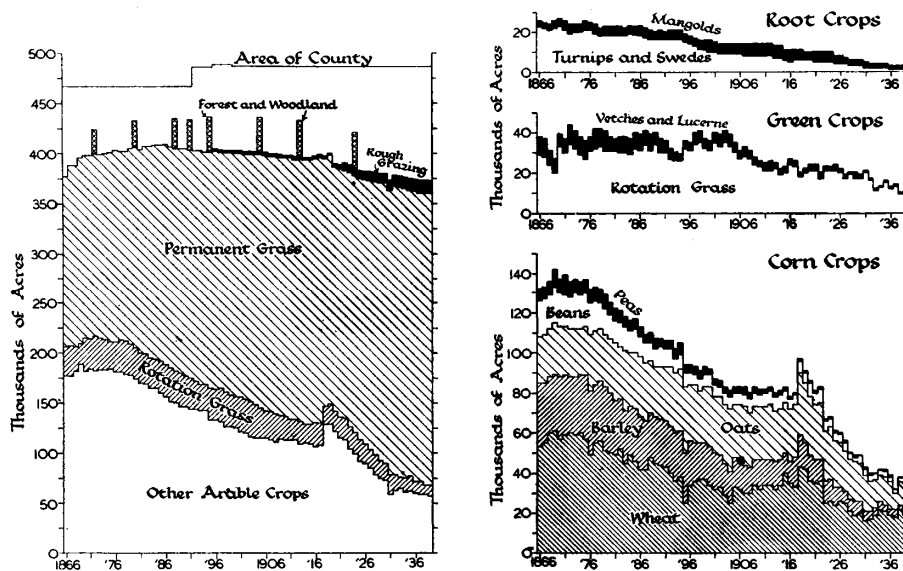 Area of County
Forest and Woodland
Rough
Grazing
Permanent Grass
Rotation Grass
Other Artable Crops
Thousands of Acres
500
450
400
350
300
250
200
150
100
50
0
1866 '76 '86 '96 1906 '16 '26 '36
Root Crops
Mangolds
Turnips and Swedes
20
0
1866 '76 '86 '96 1906 '16 '26 '36
Thousands of Acres
Green Crops
Vetches and Lucerne
Rotation Grass
40
20
0
1866 '76 '86 '96 1906 '16 '26 '36
Corn Crops
Peas
Beans
Oats
Barley
Wheat
Thousands of Acres
140
120
100
80
60
40
20
0
1866 '76 '86 '96 1906 '16 '26 '36